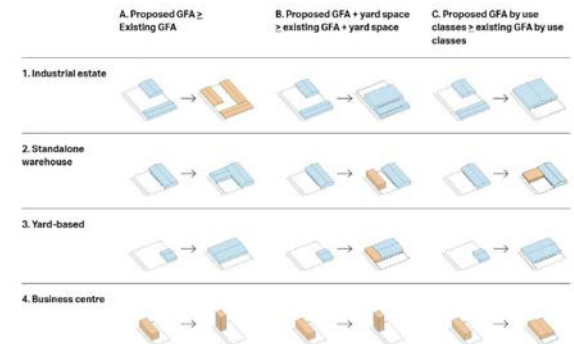 A. Proposed GFA ≥
Existing GFA
B. Proposed GFA + yard space
≥ existing GFA + yard space
C. Proposed GFA by use
classes ≥ existing GFA by use
classes
1. Industrial estate
2. Standalone
warehouse
3. Yard-based
4. Business centre